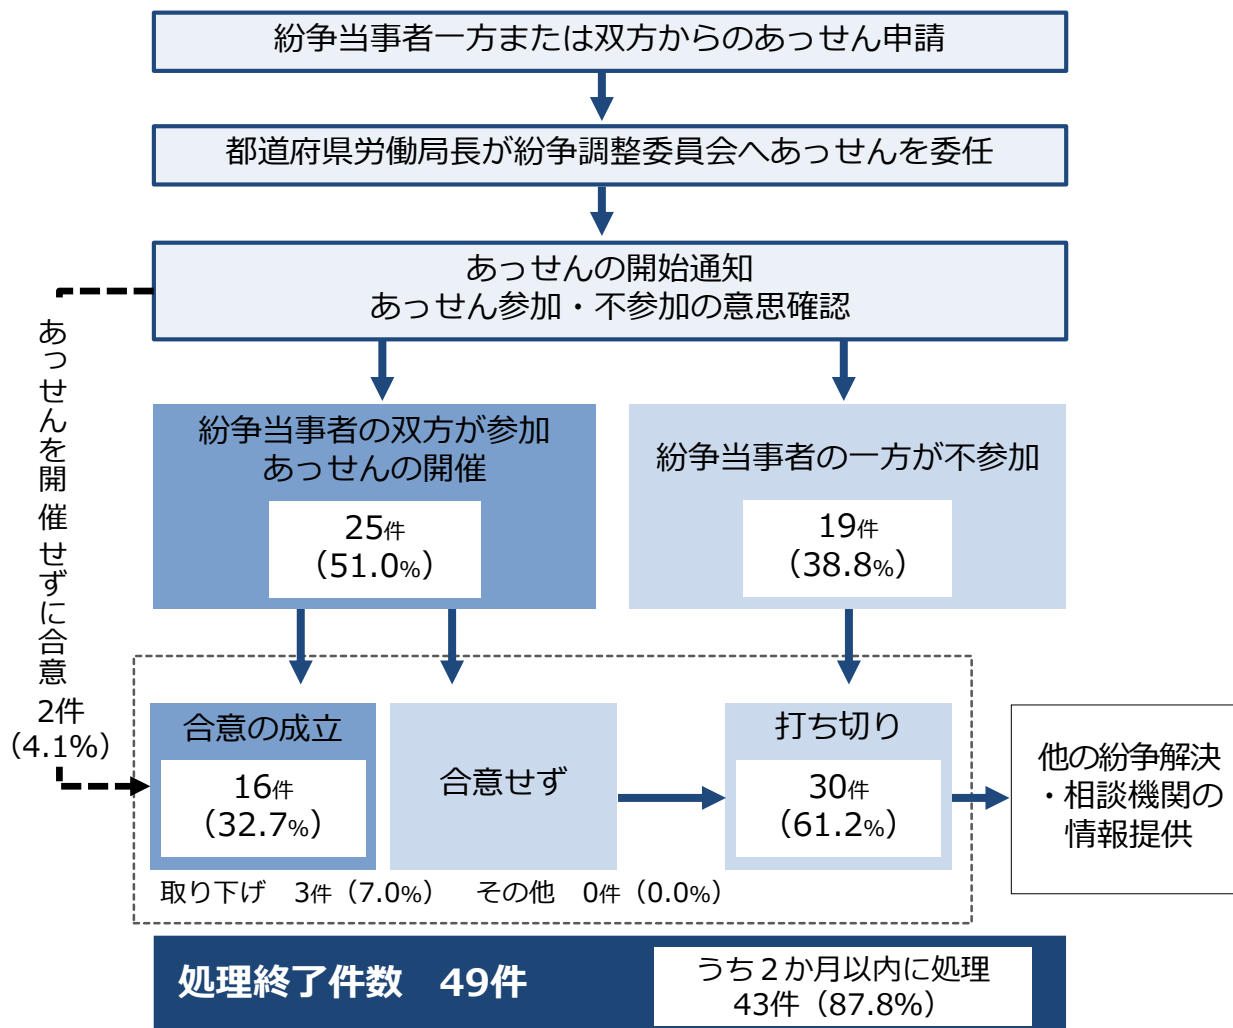 紛争当事者一方または双方からのあっせん申請
都道府県労働局長が紛争調整委員会へあっせんを委任
あっせんの開始通知
あっせん参加・不参加の意思確認
あっせんを開催せずに合意
2件
（4.1%）
紛争当事者の双方が参加
あっせんの開催
25件
（51.0%）
紛争当事者の一方が不参加
19件
（38.8%）
合意の成立
16件
（32.7%）
合意せず
打ち切り
30件
（61.2%）
他の紛争解決
・相談機関の
情報提供
取り下げ　3件（7.0%）　その他　0件（0.0%）
処理終了件数　49件
うち２か月以内に処理
43件（87.8%）